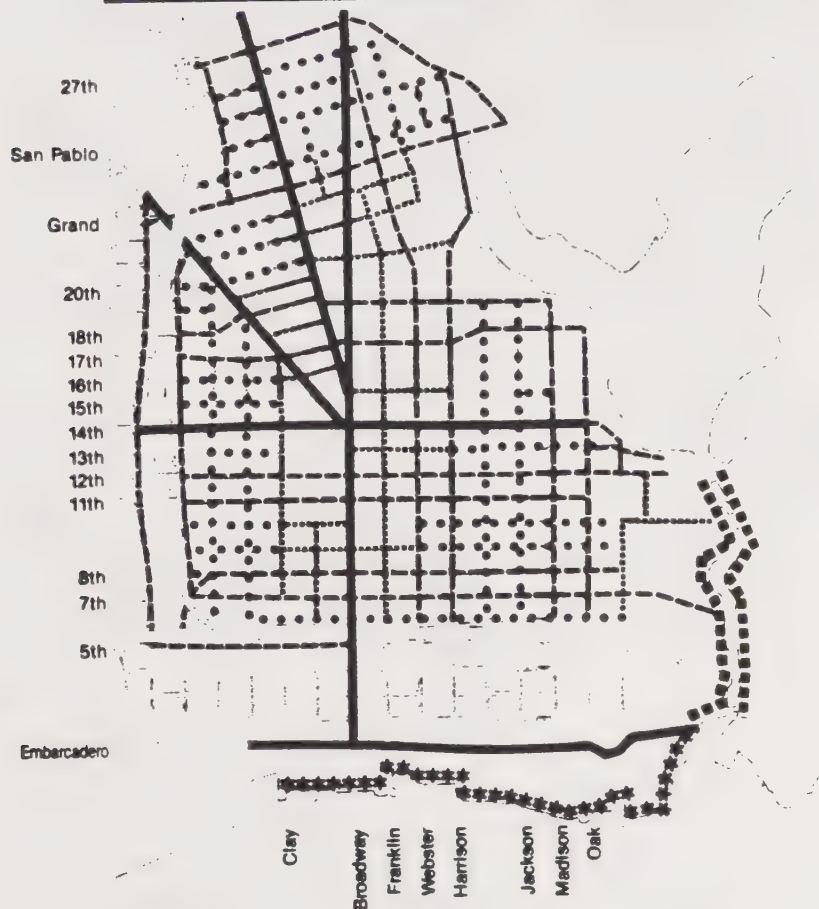 27th
San Pablo
Grand
20th
18th
17th
16th
15th
14th
13th
12th
11th
8th
7th
5th
Embarcadero
Clay
Broadway
Franklin
Webster
Harrison
Jackson
Madison
Oak